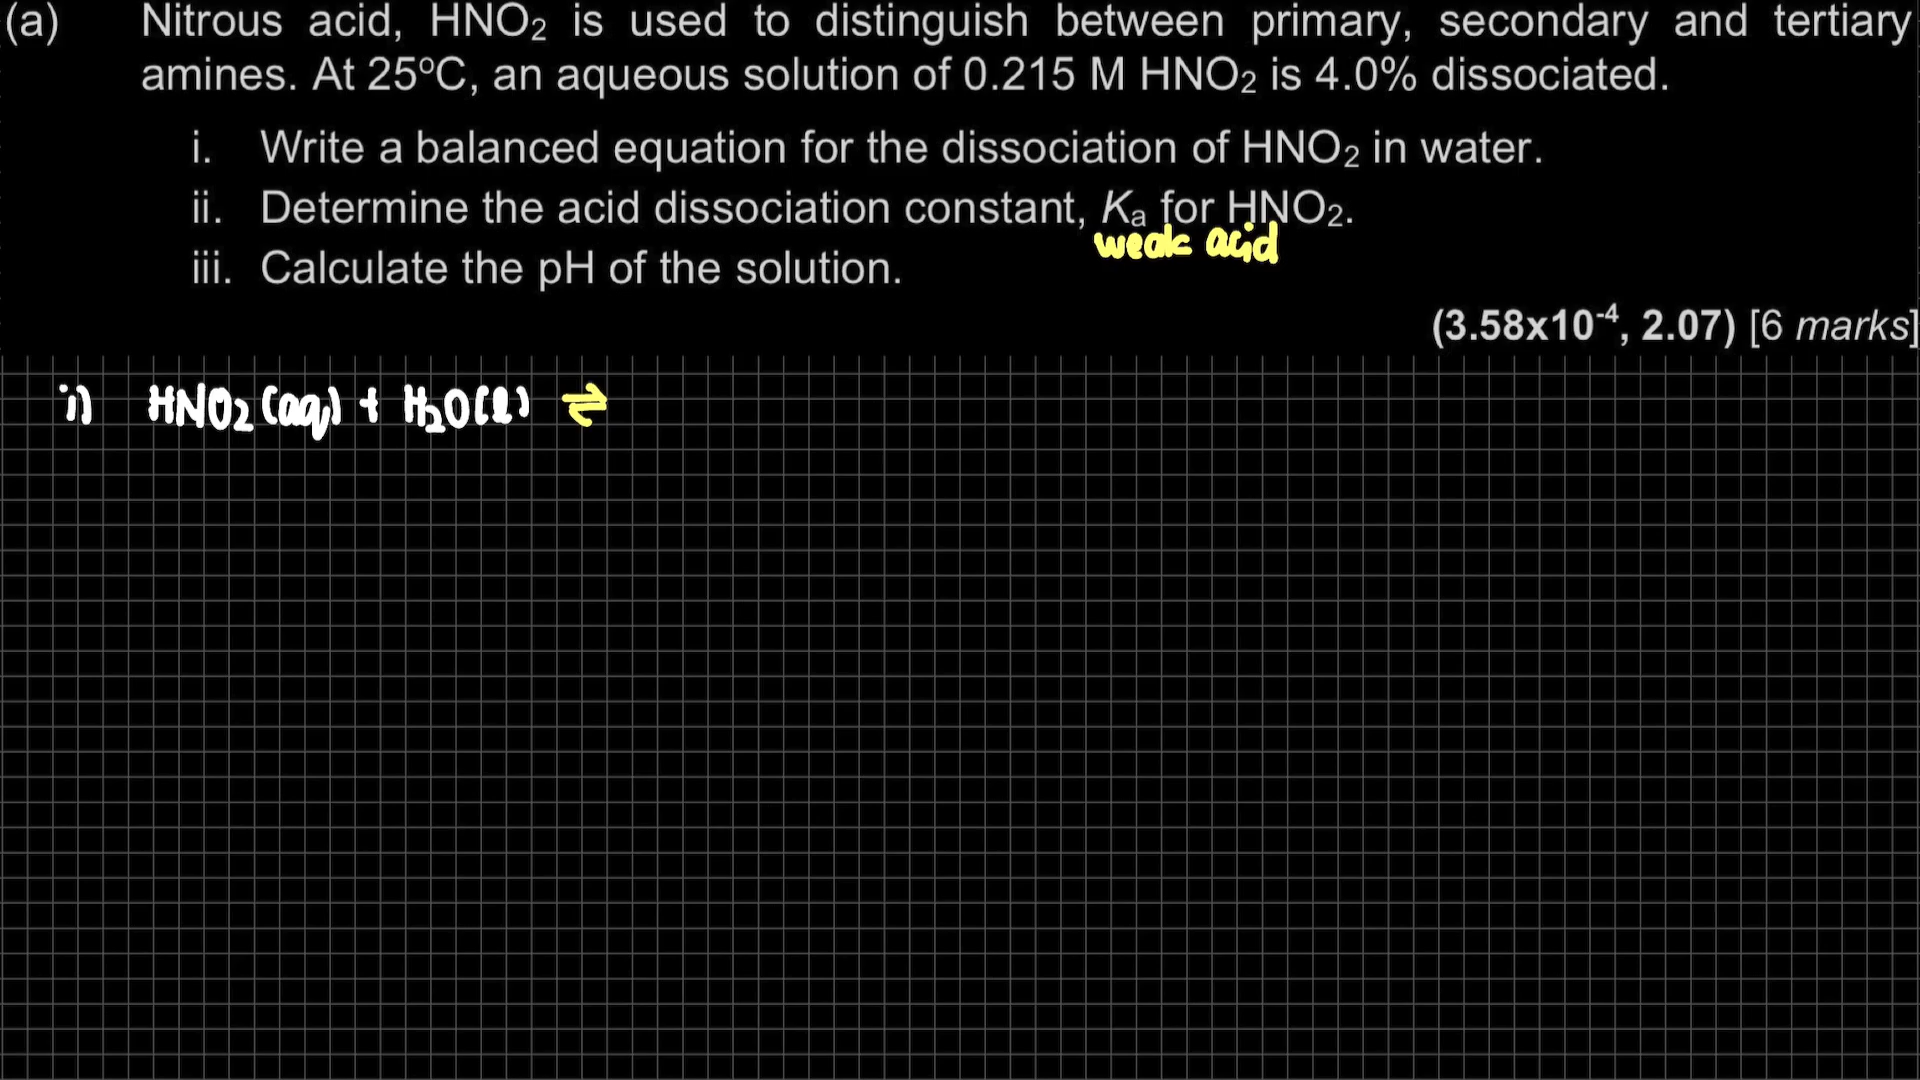 (a) Nitrous acid, HNO₂ is used to distinguish between primary, secondary and tertiary
amines. At 25ºC, an aqueous solution of 0.215 M HNO₂ is 4.0% dissociated.
i. Write a balanced equation for the dissociation of HNO₂ in water.
ii. Determine the acid dissociation constant, Kₐ for HNO₂.
weak acid
iii. Calculate the pH of the solution.
(3.58x10⁻⁴, 2.07) [6 marks]
i) HNO₂ (aq) + H₂O(l) ⇌